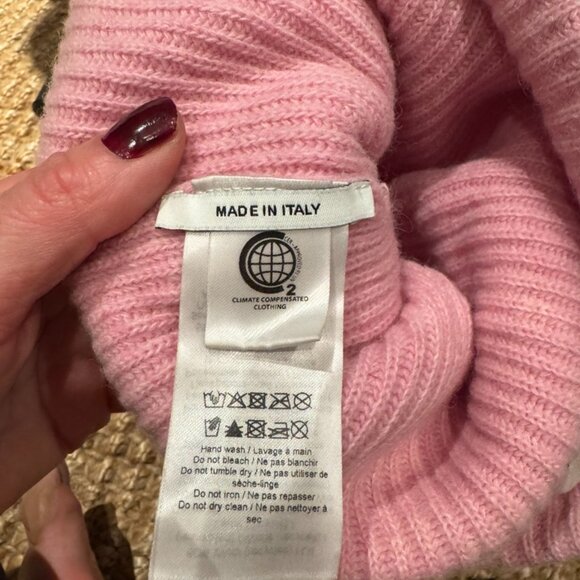 MADE IN ITALY
2
CLIMATE COMPENSATED
CLOTHING
Hand wash / Lavage à main
Do not bleach / Ne pas blanchir
Do not tumble dry / Ne pas utiliser de
sèche-linge
Do not iron / Ne pas repasser
Do not dry clean / Ne pas nettoyer à
sec